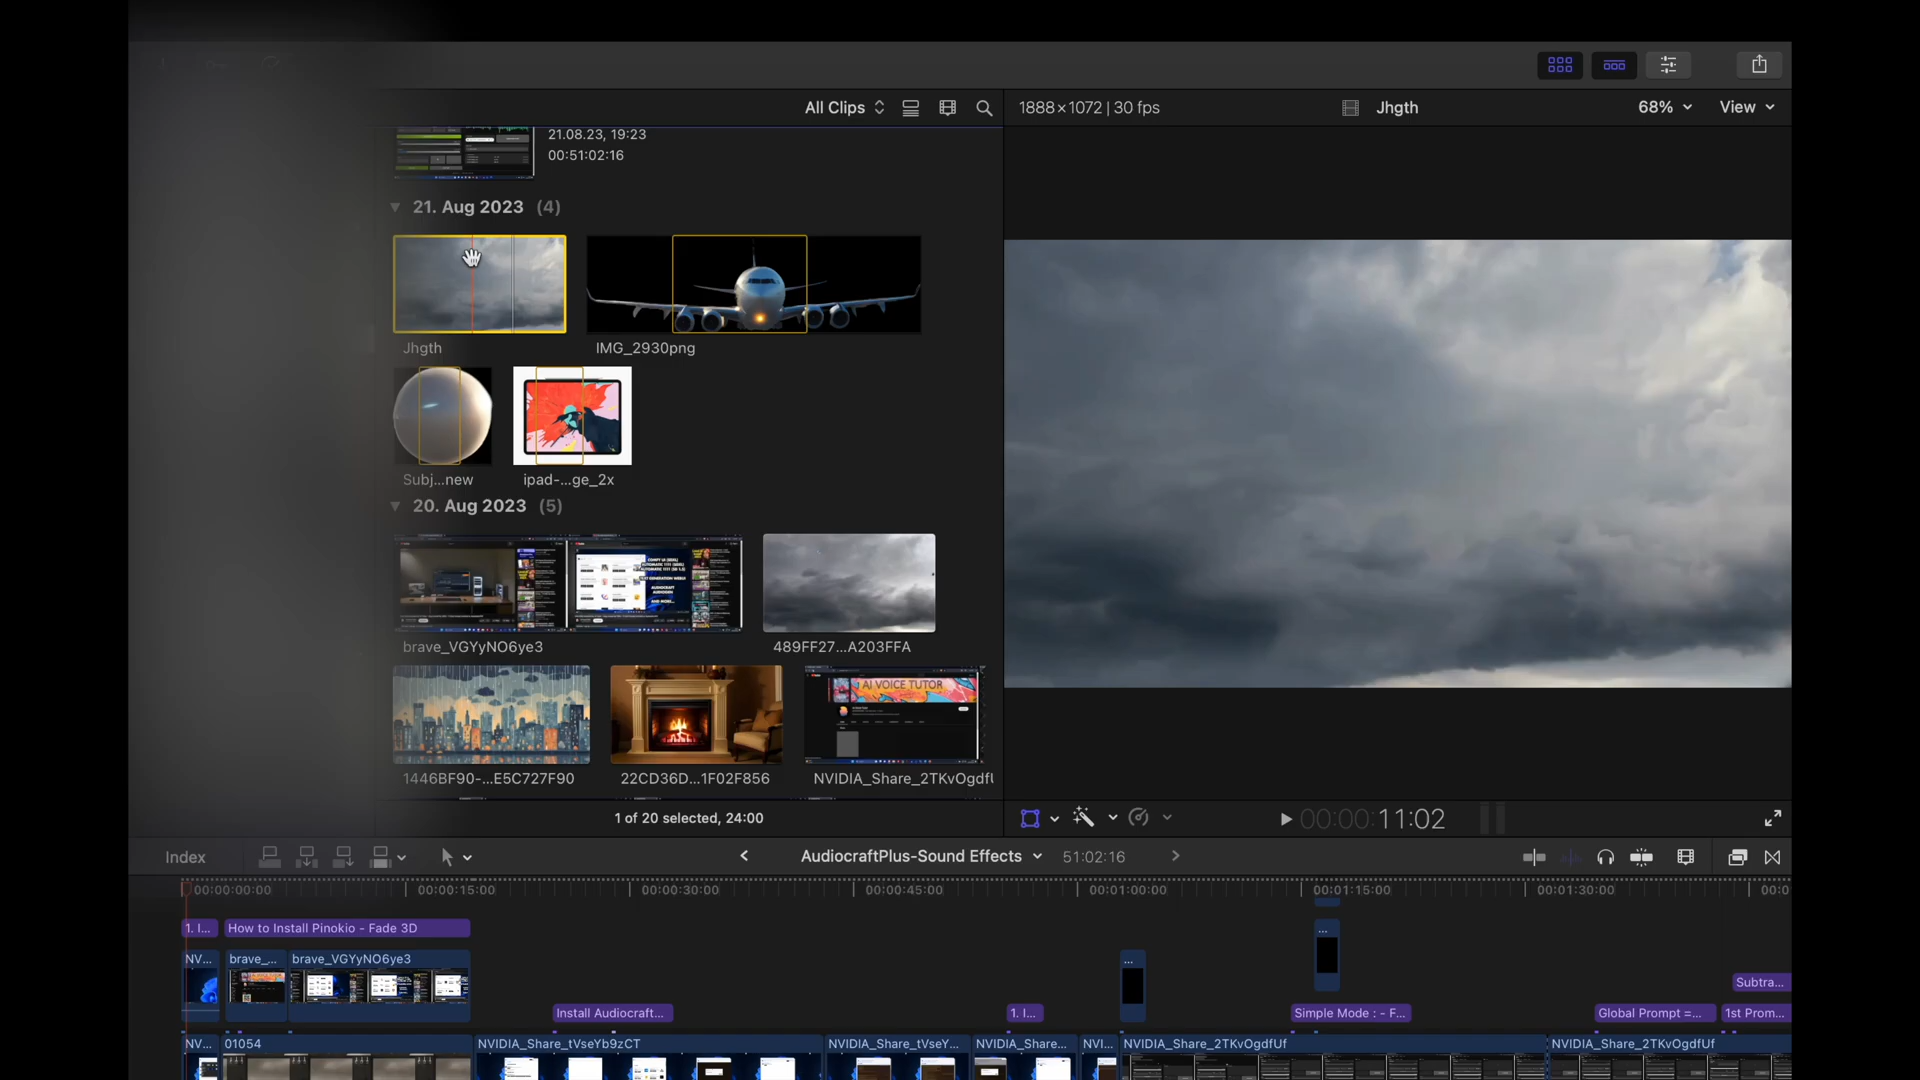 All Clips
1888×1072 | 30 fps
Jhgth
68%
View
21.08.23, 19:23
00:51:02:16
21. Aug 2023 (4)
Jhgth
IMG_2930png
Subj...new
ipad-...ge_2x
20. Aug 2023 (5)
brave_VGYyNO6ye3
489FF27...A203FFA
AI VOICE TUTOR
1446BF90-...E5C727F90
22CD36D...1F02F856
NVIDIA_Share_2TKvOgdfU
1 of 20 selected, 24:00
00:00:11:02
Index
AudiocraftPlus-Sound Effects
51:02:16
00:00:00:00
00:00:15:00
00:00:30:00
00:00:45:00
00:01:00:00
00:01:15:00
00:01:30:00
00:0
1. I...
How to Install Pinokio - Fade 3D
...
NV...
brave_...
brave_VGYyNO6ye3
...
Subtra...
Install Audiocraft...
1. I...
Simple Mode : - F...
Global Prompt =...
1st Prom...
NV...
01054
NVIDIA_Share_tVseYb9zCT
NVIDIA_Share_tVseY...
NVIDIA_Share...
NVI...
NVIDIA_Share_2TKvOgdfUf
NVIDIA_Share_2TKvOgdfUf